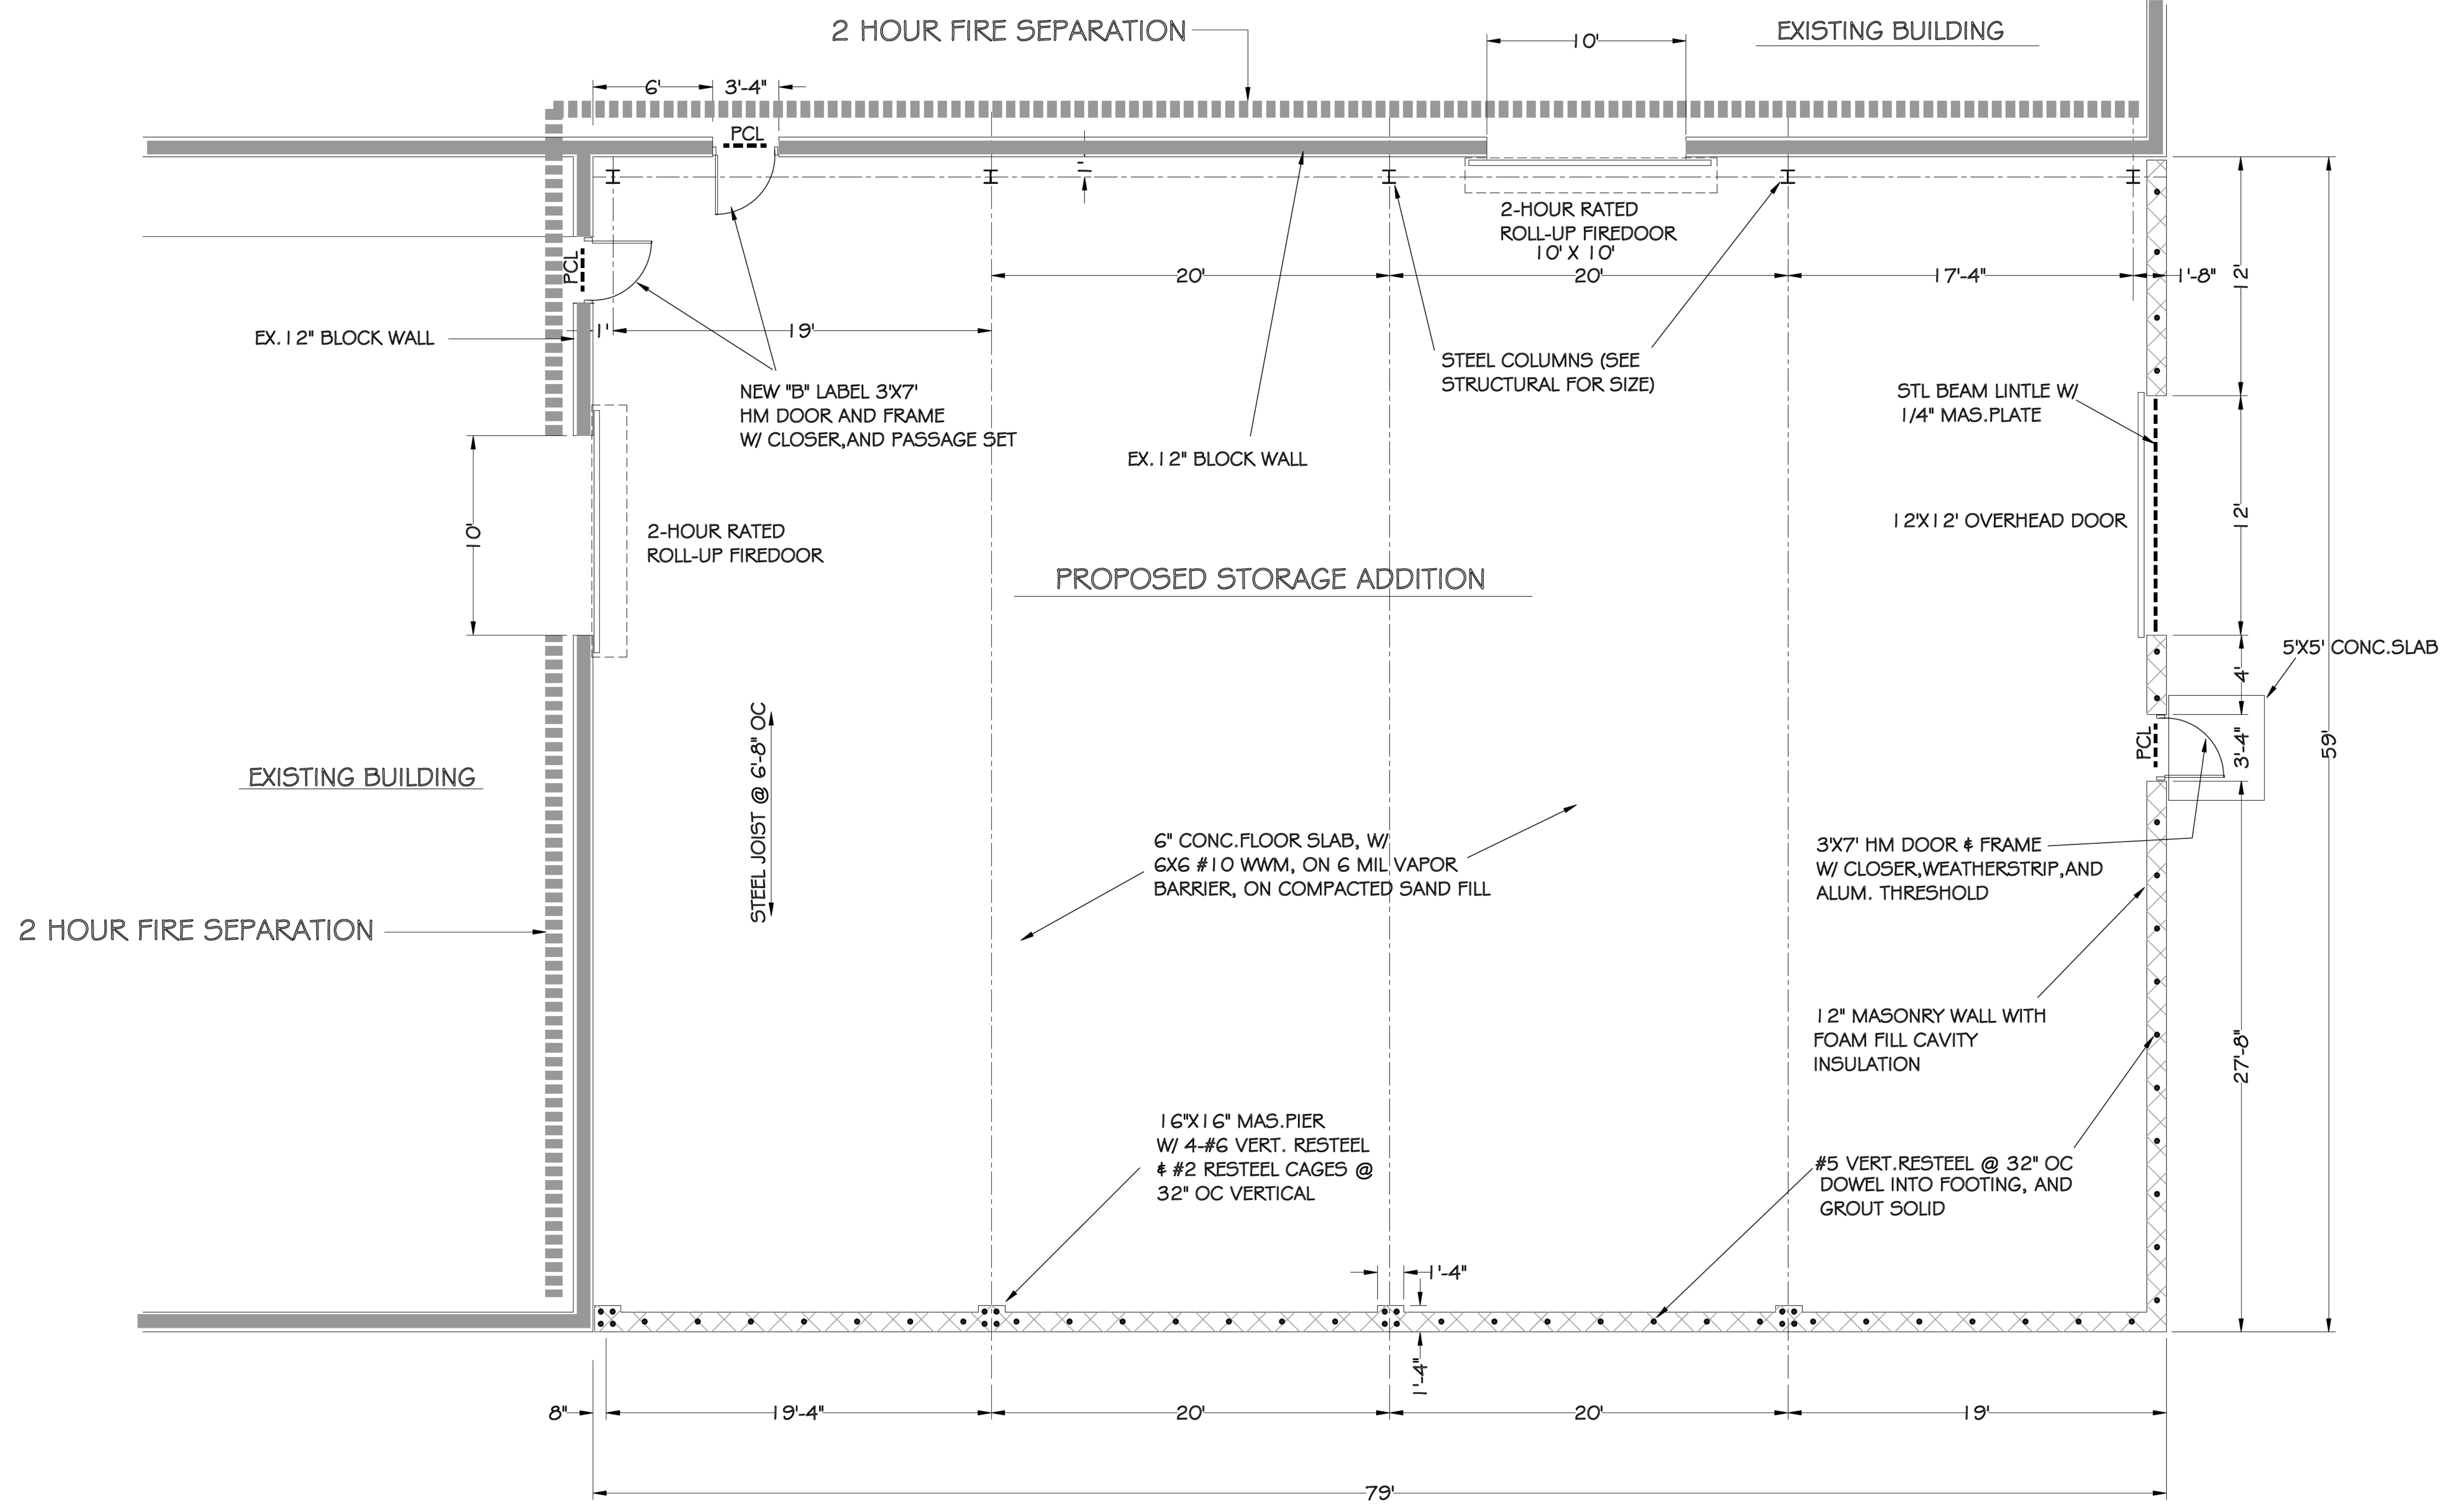 2 HOUR FIRE SEPARATION
EXISTING BUILDING
10'
6'
3'-4"
PCL
1'
2-HOUR RATED
ROLL-UP FIREDOOR
10' X 10'
PCL
20'
20'
17'-4"
1'-8"
12'
1'
19'
EX.12" BLOCK WALL
STEEL COLUMNS (SEE
STRUCTURAL FOR SIZE)
NEW "B" LABEL 3'X7'
HM DOOR AND FRAME
W/ CLOSER,AND PASSAGE SET
STL BEAM LINTLE W/
1/4" MAS.PLATE
EX.12" BLOCK WALL
10'
2-HOUR RATED
ROLL-UP FIREDOOR
12'X12' OVERHEAD DOOR
12'
PROPOSED STORAGE ADDITION
5'X5' CONC.SLAB
4'
STEEL JOIST @ 6'-8" OC
PCL
3'-4"
59'
EXISTING BUILDING
6" CONC.FLOOR SLAB, W/
6X6 #10 WWM, ON 6 MIL VAPOR
BARRIER, ON COMPACTED SAND FILL
3'X7' HM DOOR & FRAME
W/ CLOSER,WEATHERSTRIP,AND
ALUM. THRESHOLD
2 HOUR FIRE SEPARATION
12" MASONRY WALL WITH
FOAM FILL CAVITY
INSULATION
27'-8"
16"X16" MAS.PIER
W/ 4-#6 VERT. RESTEEL
& #2 RESTEEL CAGES @
32" OC VERTICAL
#5 VERT.RESTEEL @ 32" OC
DOWEL INTO FOOTING, AND
GROUT SOLID
1'-4"
1'-4"
8"
19'-4"
20'
20'
19'
79'